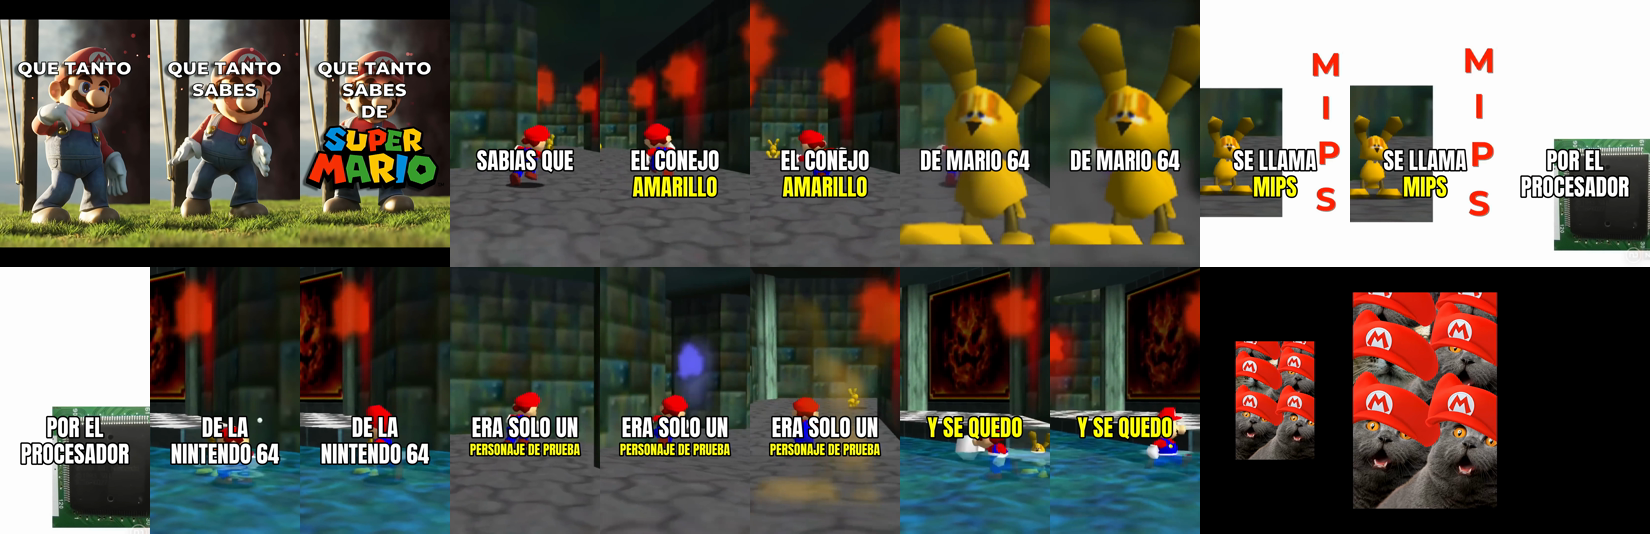 QUE TANTO
QUE TANTO
SABES
QUE TANTO
SABES
DE
SUPER
MARIO
SABIAS QUE
EL CONEJO
AMARILLO
EL CONEJO
AMARILLO
DE MARIO 64
DE MARIO 64
M
I
P
S
SE LLAMA
MIPS
M
I
P
S
SE LLAMA
MIPS
POR EL
PROCESADOR
POR EL
PROCESADOR
DE LA
NINTENDO 64
DE LA
NINTENDO 64
ERA SOLO UN
PERSONAJE DE PRUEBA
ERA SOLO UN
PERSONAJE DE PRUEBA
ERA SOLO UN
PERSONAJE DE PRUEBA
Y SE QUEDO
Y SE QUEDO